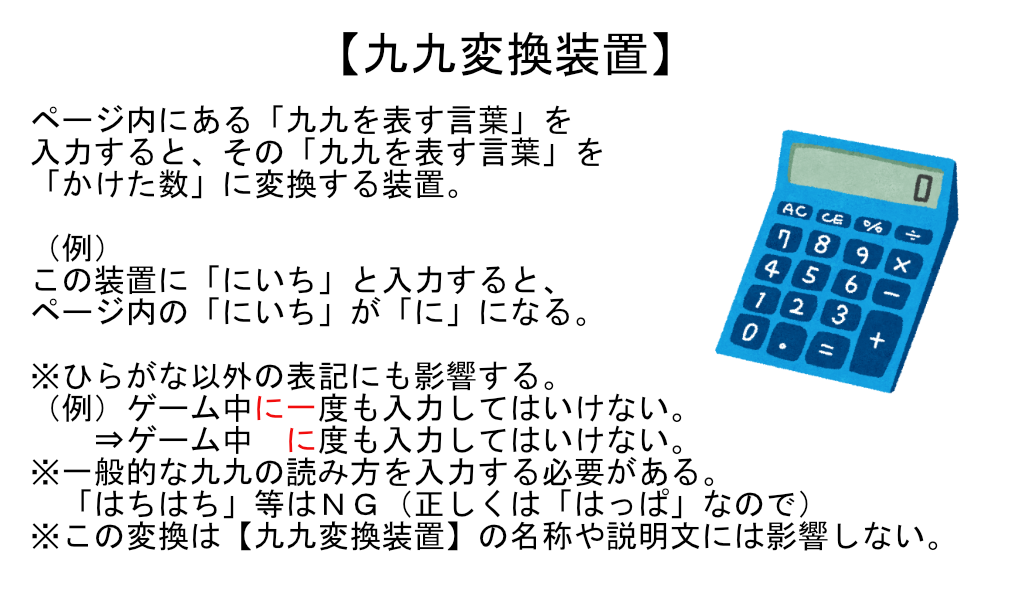 【九九変換装置】
ページ内にある「九九を表す言葉」を
入力すると、その「九九を表す言葉」を
「かけた数」に変換する装置。
（例）
この装置に「にいち」と入力すると、
ページ内の「にいち」が「に」になる。
※ひらがな以外の表記にも影響する。
（例）ゲーム中に一度も入力してはいけない。
⇒ゲーム中　に度も入力してはいけない。
※一般的な九九の読み方を入力する必要がある。
「はちはち」等はＮＧ（正しくは「はっぱ」なので）
※この変換は【九九変換装置】の名称や説明文には影響しない。
0
AC CE % ÷
7 8 9 ×
4 5 6 −
1 2 3 +
0 . =